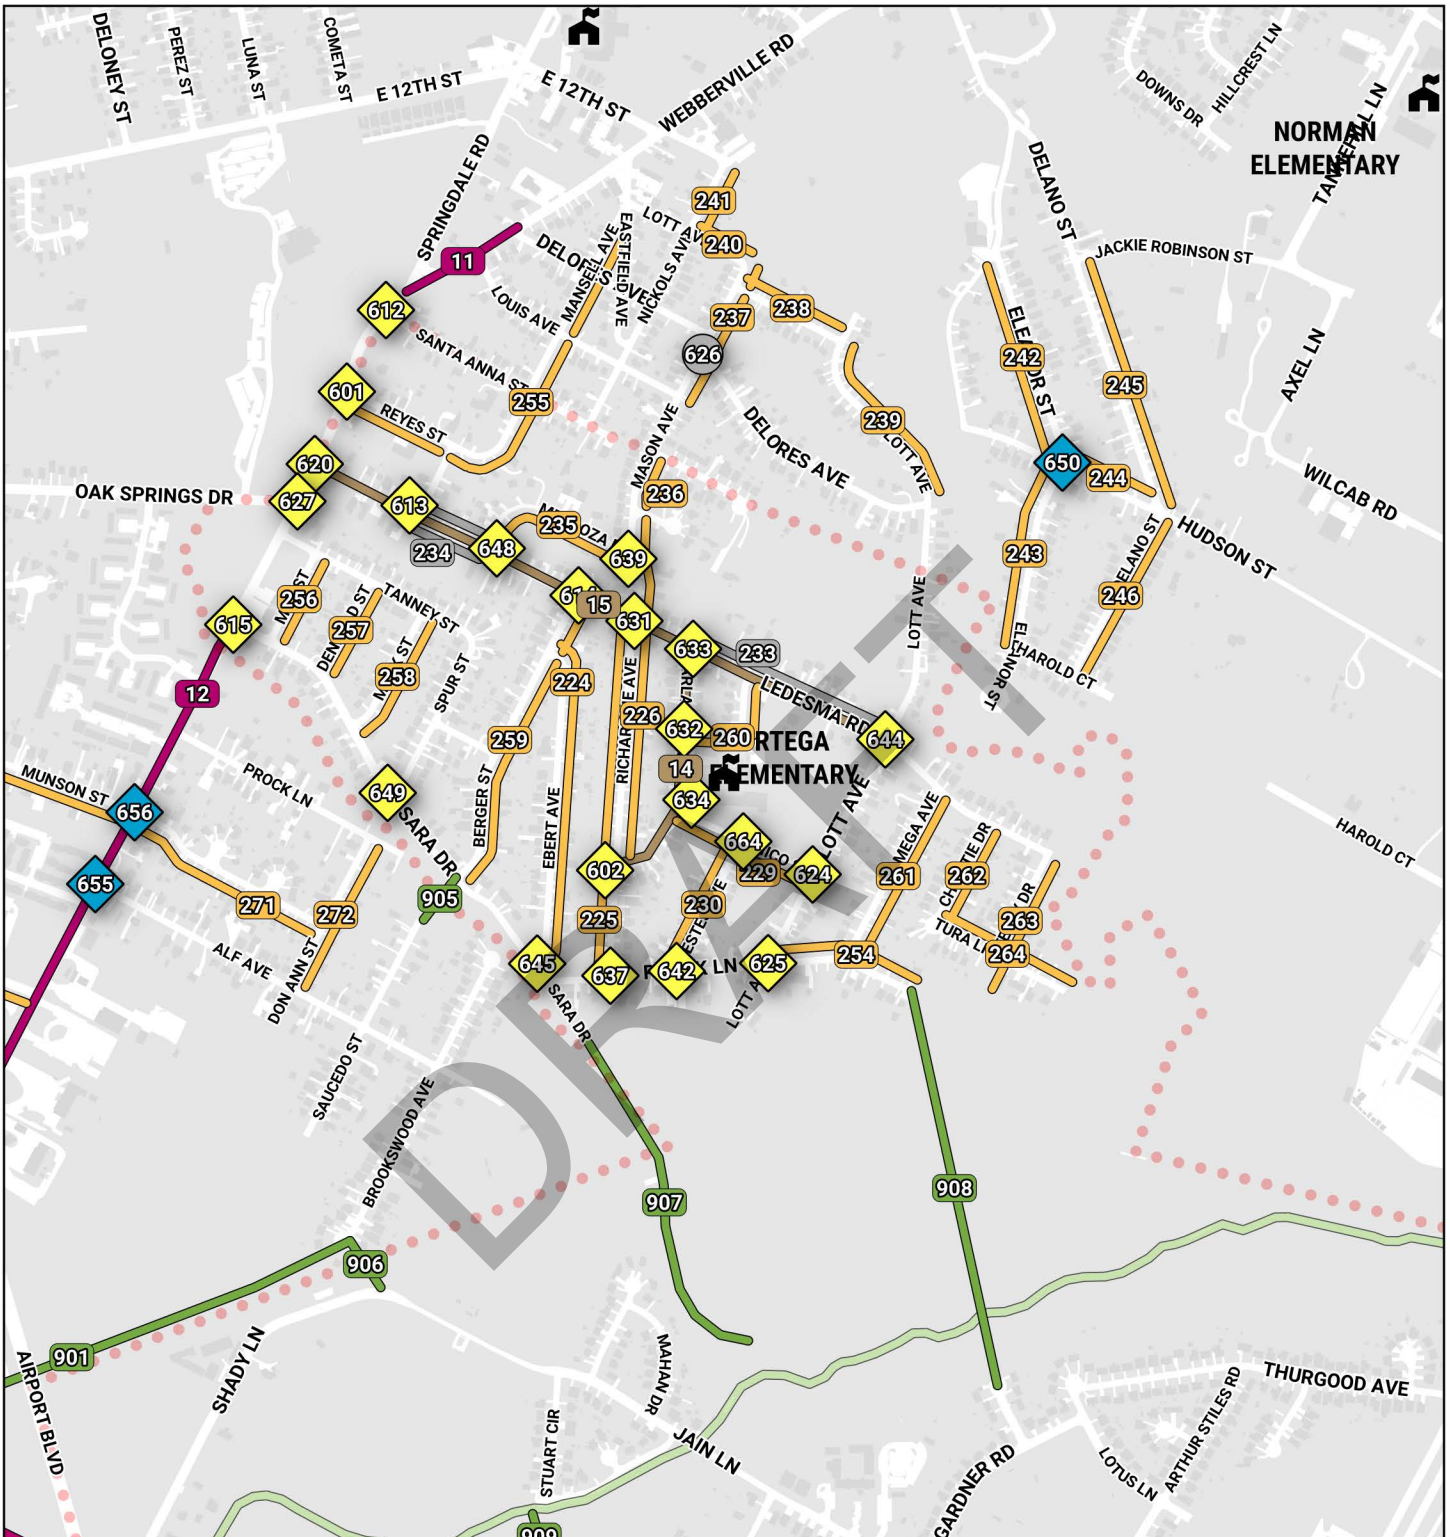 DELONEY ST
PEREZ ST
LUNA ST
COMETA ST
E 12TH ST
E 12TH ST
WEBBERVILLE RD
DOWNS DR
HILLCREST LN
NORMAN
ELEMENTARY
SPRINGDALE RD
DELANO ST
JACKIE ROBINSON ST
241
LOTT AV
240
11
EASTFIELD AVE
MANSELL AVE
NICKOLS AVE
LOUIS AVE
612
237
238
626
SANTA ANNA ST
242
245
AXEL LN
601
255
REYES ST
MASON AVE
DELORES AVE
239
LOTT AVE
620
627
OAK SPRINGS DR
613
236
650
244
WILCAB RD
235
648
234
639
HUDSON ST
243
15
256
257
TANNEY ST
LOTT AVE
246
615
631
633
233
HAROLD CT
258
SPUR ST
224
LEDESMA RD
12
226
632
260
644
259
14
ELEMENTARY
MUNSON ST
PROCK LN
649
634
656
SARA DR
BERGER ST
EBERT AVE
664
LOTT AVE
HAROLD CT
655
602
229
624
261
262
905
271
272
225
230
263
254
264
ALF AVE
DON ANN ST
645
637
642
LN
625
SARA DR
SAUCEDO ST
BROOKSWOOD AVE
DRAFT
907
908
906
901
SHADY LN
AIRPORT BLVD
MAHAN DR
THURGOOD AVE
STUART CIR
JAIN LN
GARDNER RD
LOTUS LN
ARTHUR STILES RD